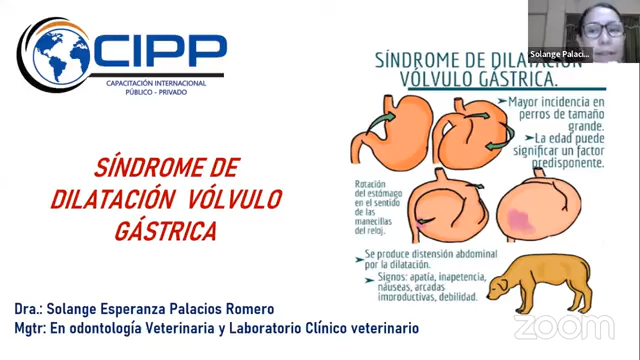 CIPP
CAPACITACIÓN INTERNACIONAL
PÚBLICO - PRIVADO
SÍNDROME DE
DILATACIÓN VÓLVULO
GÁSTRICA
Dra.: Solange Esperanza Palacios Romero
Mgtr: En odontología Veterinaria y Laboratorio Clínico veterinario
Solange Palaci...
SÍNDROME DE DILATACIÓN
VÓLVULO GÁSTRICA.
Mayor incidencia en
perros de tamaño
grande.
La edad puede
significar un factor
predisponente.
Rotación
del estómago
en el sentido
de las
manecillas
del reloj.
Se produce distensión abdominal
por la dilatación.
Signos: apatía, inapetencia,
náuseas, arcadas
improductivas, debilidad.
zoom